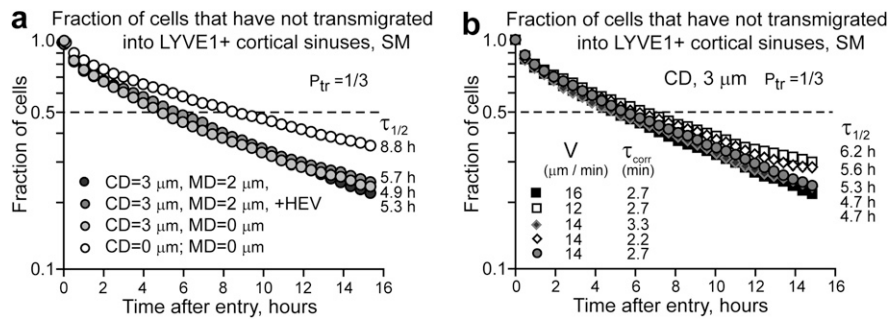 a Fraction of cells that have not transmigrated
into LYVE1+ cortical sinuses, SM
1.0
Ptr =1/3
0.5
τ1/2
8.8 h
5.7 h
4.9 h
5.3 h
CD=3 μm, MD=2 μm,
CD=3 μm, MD=2 μm, +HEV
CD=3 μm, MD=0 μm
CD=0 μm; MD=0 μm
Fraction of cells
0.1
0 2 4 6 8 10 12 14 16
Time after entry, hours
b Fraction of cells that have not transmigrated
into LYVE1+ cortical sinuses, SM
1.0
CD, 3 μm Ptr =1/3
0.5
τ1/2
6.2 h
5.6 h
5.3 h
4.7 h
4.7 h
V τcorr
(μm / min) (min)
16 2.7
12 2.7
14 3.3
14 2.2
14 2.7
Fraction of cells
0.1
0 2 4 6 8 10 12 14 16
Time after entry, hours